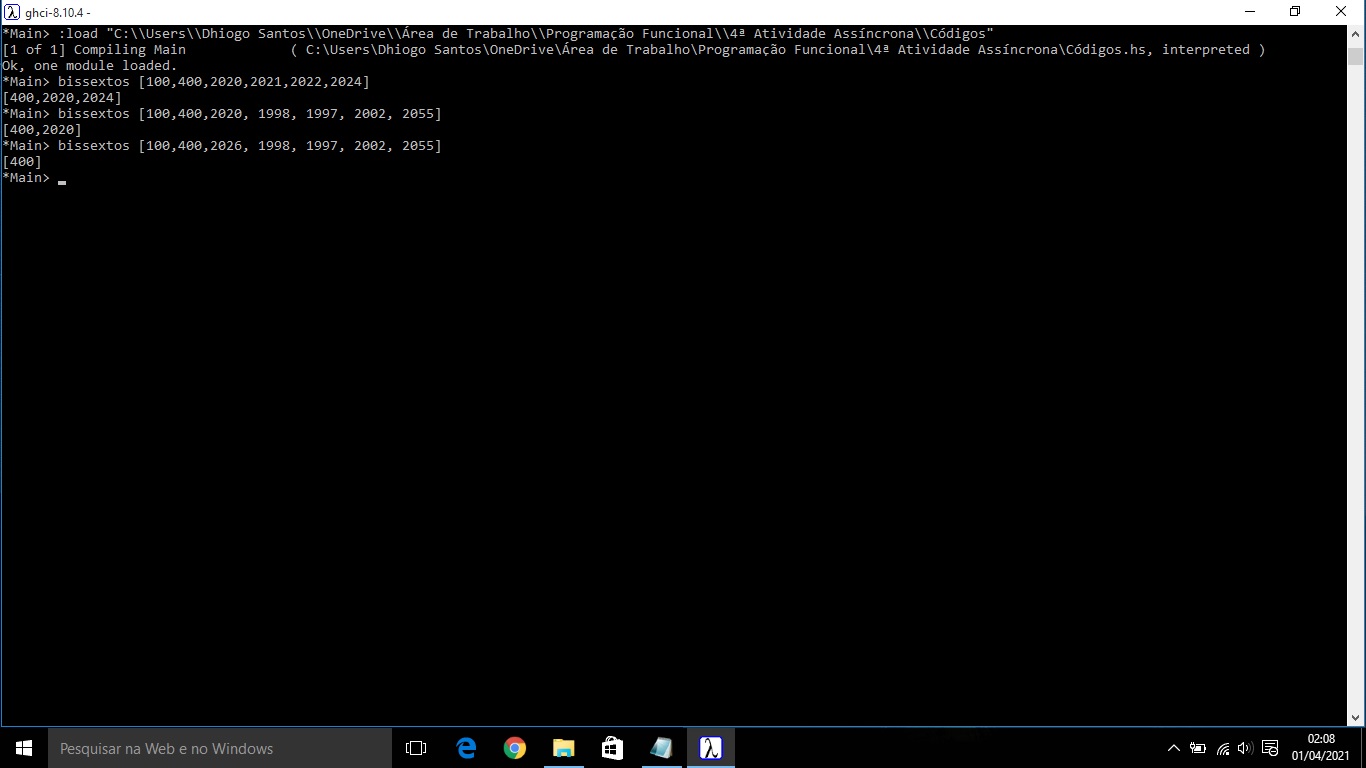 ghci-8.10.4 -
*Main> :load "C:\\Users\\Dhiogo Santos\\OneDrive\\Área de Trabalho\\Programação Funcional\\4ª Atividade Assíncrona\\Códigos"
[1 of 1] Compiling Main             ( C:\Users\Dhiogo Santos\OneDrive\Área de Trabalho\Programação Funcional\4ª Atividade Assíncrona\Códigos.hs, interpreted )
Ok, one module loaded.
*Main> bissextos [100,400,2020,2021,2022,2024]
[400,2020,2024]
*Main> bissextos [100,400,2020, 1998, 1997, 2002, 2055]
[400,2020]
*Main> bissextos [100,400,2026, 1998, 1997, 2002, 2055]
[400]
*Main>
Pesquisar na Web e no Windows
02:08
01/04/2021